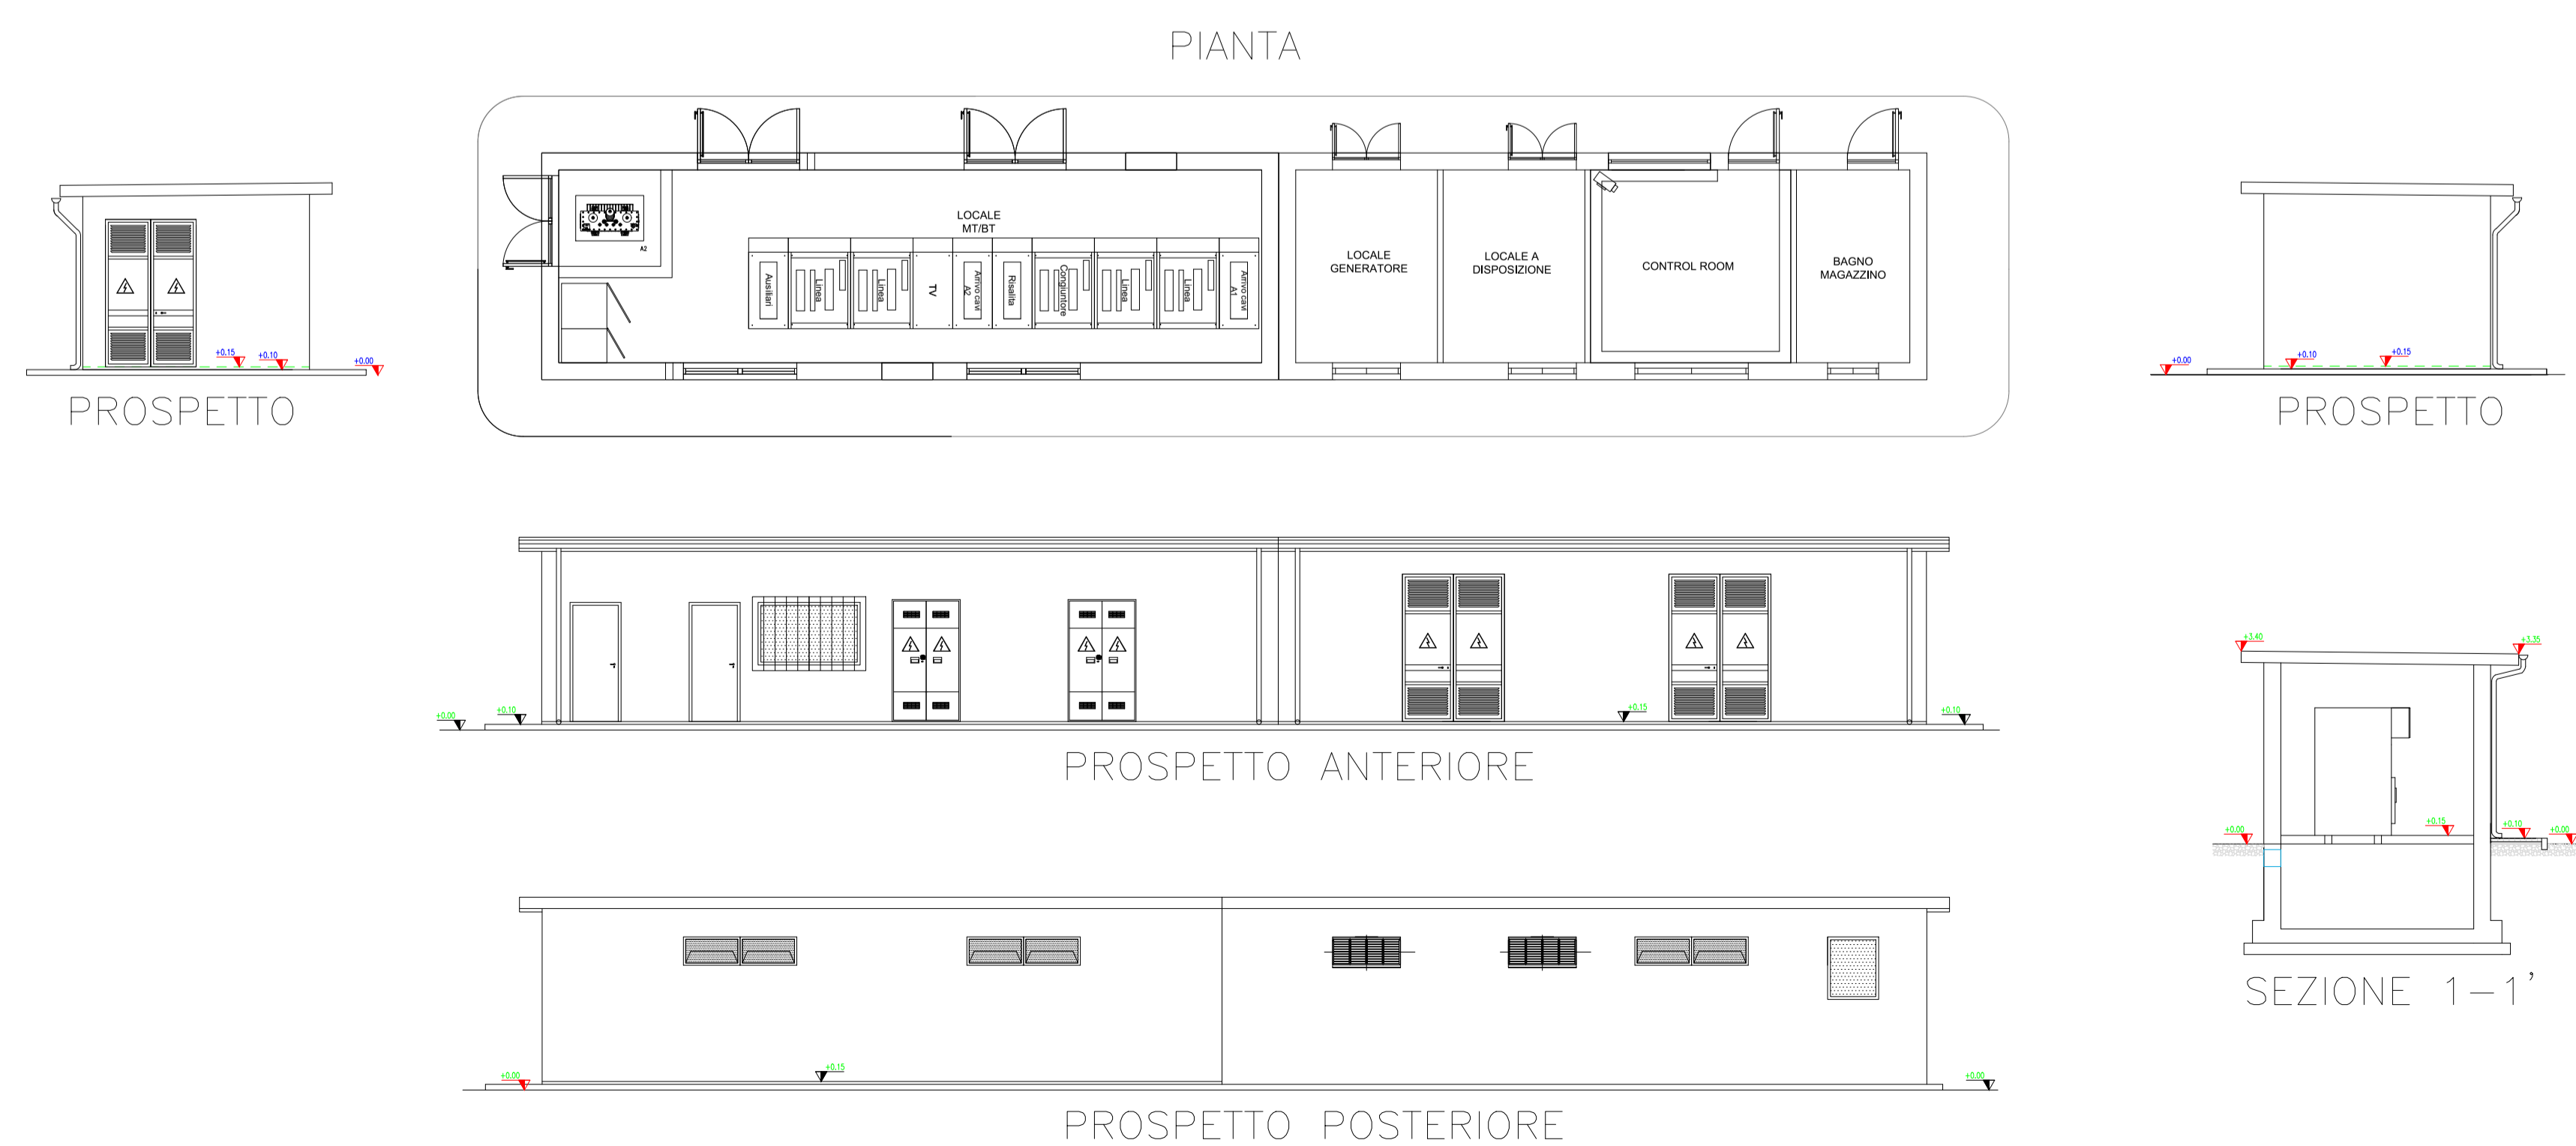 PIANTA
LOCALE
MT/BT
A2
Ausiliari
Linea
Linea
TV
Arrivo cavi
A2
Risalita
Congiuntore
Linea
Linea
Arrivo cavi
A1
LOCALE
GENERATORE
LOCALE A
DISPOSIZIONE
CONTROL ROOM
BAGNO
MAGAZZINO
+0.15
+0.10
+0.00
PROSPETTO
+0.00
+0.10
+0.15
PROSPETTO
+0.00
+0.10
+0.15
+0.10
PROSPETTO ANTERIORE
+3.40
+3.35
+0.00
+0.15
+0.10
+0.00
SEZIONE 1-1'
+0.00
+0.15
+0.00
PROSPETTO POSTERIORE